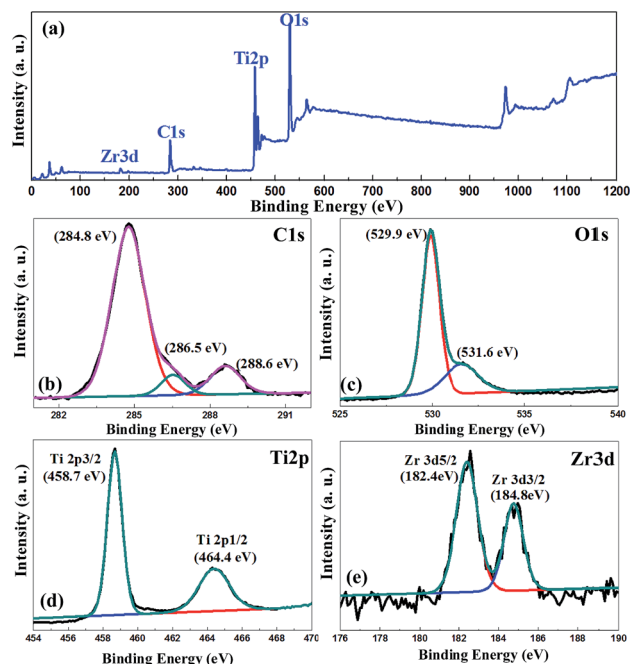 (a)
O1s
Ti2p
C1s
Zr3d
Intensity (a. u.)
0 100 200 300 400 500 600 700 800 900 1000 1100 1200
Binding Energy (eV)
(284.8 eV)
C1s
(286.5 eV)
(288.6 eV)
(b)
Intensity (a. u.)
282 285 288 291
Binding Energy (eV)
(529.9 eV)
O1s
(531.6 eV)
(c)
Intensity (a. u.)
525 530 535 540
Binding Energy (eV)
Ti 2p3/2
(458.7 eV)
Ti2p
Ti 2p1/2
(464.4 eV)
(d)
Intensity (a. u.)
454 456 458 460 462 464 466 468 470
Binding Energy (eV)
Zr 3d5/2
(182.4eV)
Zr 3d3/2
(184.8eV)
Zr3d
(e)
Intensity (a. u.)
176 178 180 182 184 186 188 190
Binding Energy (eV)